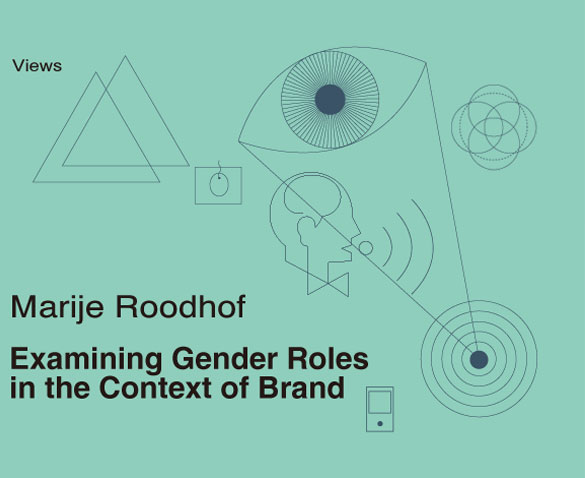 Views
Marije Roodhof
Examining Gender Roles
in the Context of Brand